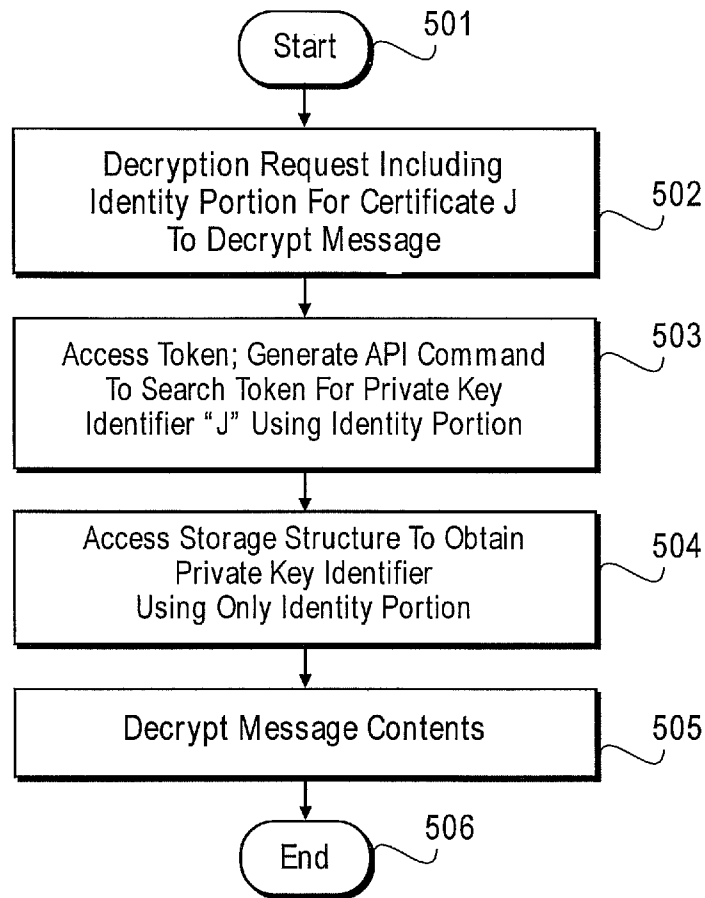 Start
501
Decryption Request Including
Identity Portion For Certificate J
To Decrypt Message
502
Access Token; Generate API Command
To Search Token For Private Key
Identifier “J” Using Identity Portion
503
Access Storage Structure To Obtain
Private Key Identifier
Using Only Identity Portion
504
Decrypt Message Contents
505
End
506